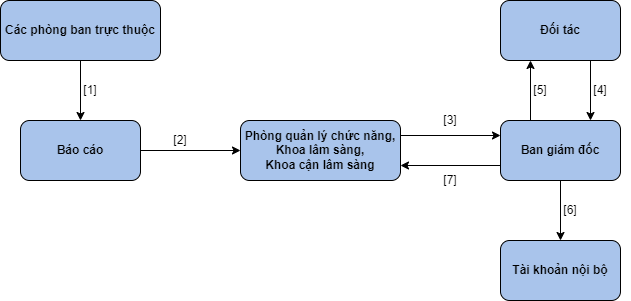 Các phòng ban trực thuộc
Đối tác
[1]
[5]
[4]
Báo cáo
[2]
Phòng quản lý chức năng,
Khoa lâm sàng,
Khoa cận lâm sàng
[3]
[7]
Ban giám đốc
[6]
Tài khoản nội bộ